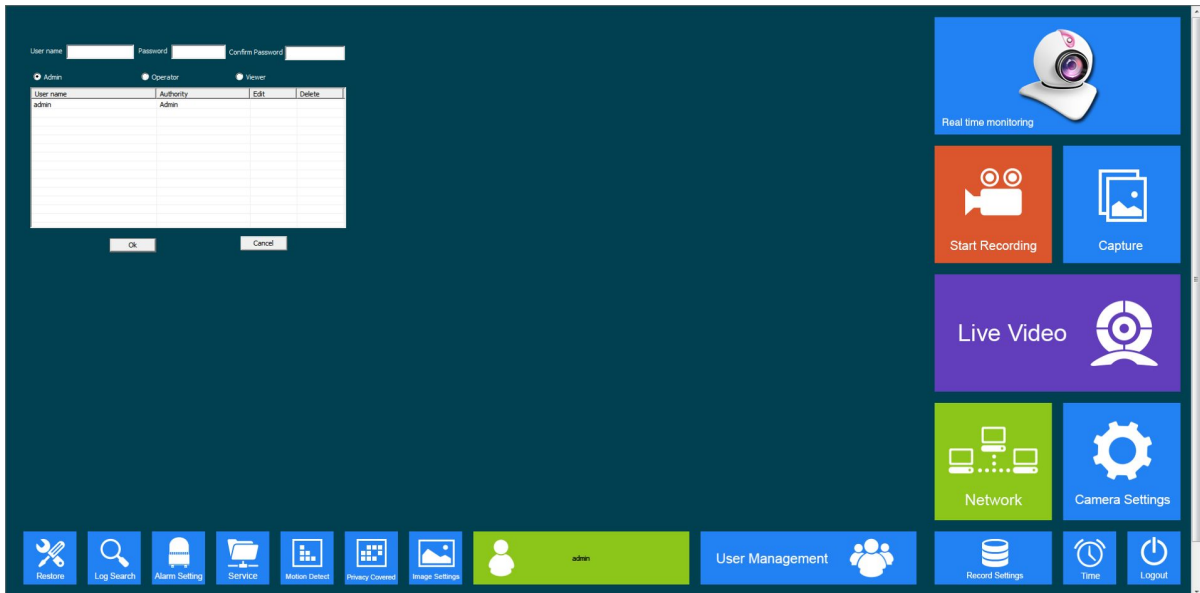 User name Password Confirm Password
Admin Operator Viewer
User name Authority Edit Delete
admin Admin
Ok Cancel
Real time monitoring
Start Recording Capture
Live Video
Network Camera Settings
Restore Log Search Alarm Setting Service Motion Detect Privacy Covered Image Settings admin User Management Record Settings Time Logout